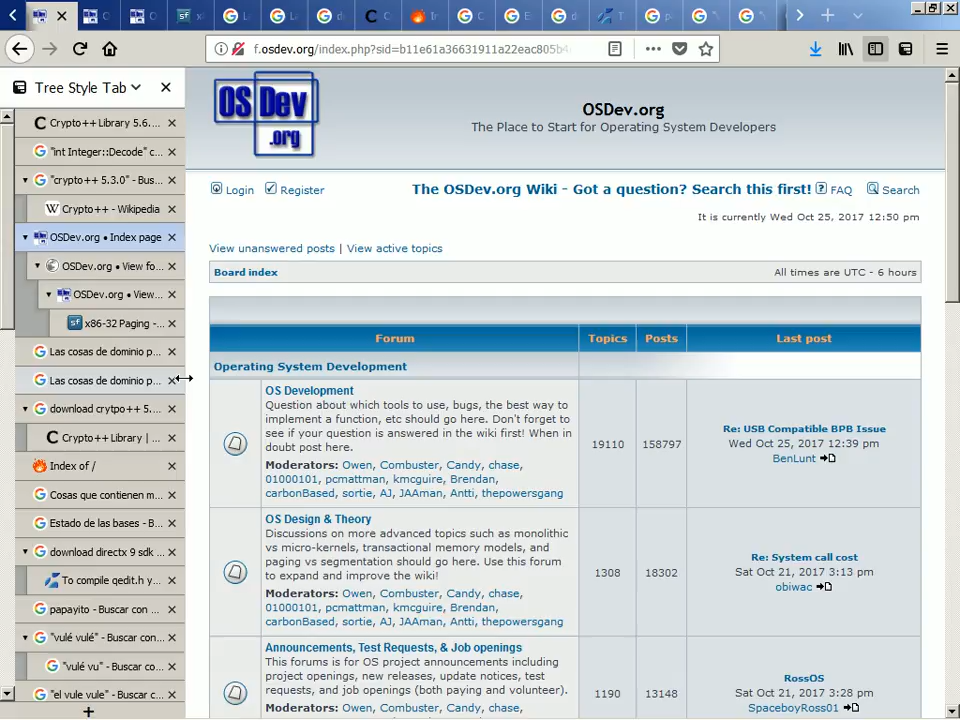 f.osdev.org/index.php?sid=b11e61a36631911a22eac805b4
Tree Style Tab
Crypto++ Library 5.6....
"int Integer::Decode" c...
"crypto++ 5.3.0" - Bus...
Crypto++ - Wikipedia
OSDev.org • Index page
OSDev.org • View fo...
OSDev.org • View...
x86-32 Paging -...
Las cosas de dominio p...
Las cosas de dominio p...
download crytpo++ 5....
Crypto++ Library | ...
Index of /
Cosas que contienen m...
Estado de las bases - B...
download directx 9 sdk ...
To compile qedit.h y...
papayito - Buscar con ...
"vulé vulé" - Buscar con...
"vulé vu" - Buscar co...
"el vule vule" - Buscar c...
OS Dev .org
OSDev.org
The Place to Start for Operating System Developers
Login Register
The OSDev.org Wiki - Got a question? Search this first! FAQ Search
It is currently Wed Oct 25, 2017 12:50 pm
View unanswered posts | View active topics
Board index All times are UTC - 6 hours
Forum Topics Posts Last post
Operating System Development
OS Development
Question about which tools to use, bugs, the best way to
implement a function, etc should go here. Don't forget to
see if your question is answered in the wiki first! When in
doubt post here.
Moderators: Owen, Combuster, Candy, chase,
01000101, pcmattman, kmcguire, Brendan,
carbonBased, sortie, AJ, JAAman, Antti, thepowersgang
19110 158797
Re: USB Compatible BPB Issue
Wed Oct 25, 2017 12:39 pm
BenLunt
OS Design & Theory
Discussions on more advanced topics such as monolithic
vs micro-kernels, transactional memory models, and
paging vs segmentation should go here. Use this forum
to expand and improve the wiki!
Moderators: Owen, Combuster, Candy, chase,
01000101, pcmattman, kmcguire, Brendan,
carbonBased, sortie, AJ, JAAman, Antti, thepowersgang
1308 18302
Re: System call cost
Sat Oct 21, 2017 3:13 pm
obiwac
Announcements, Test Requests, & Job openings
This forums is for OS project announcements including
project openings, new releases, update notices, test
requests, and job openings (both paying and volunteer).
Moderators: Owen, Combuster, Candy, chase,
1190 13148
RossOS
Sat Oct 21, 2017 3:28 pm
SpaceboyRoss01